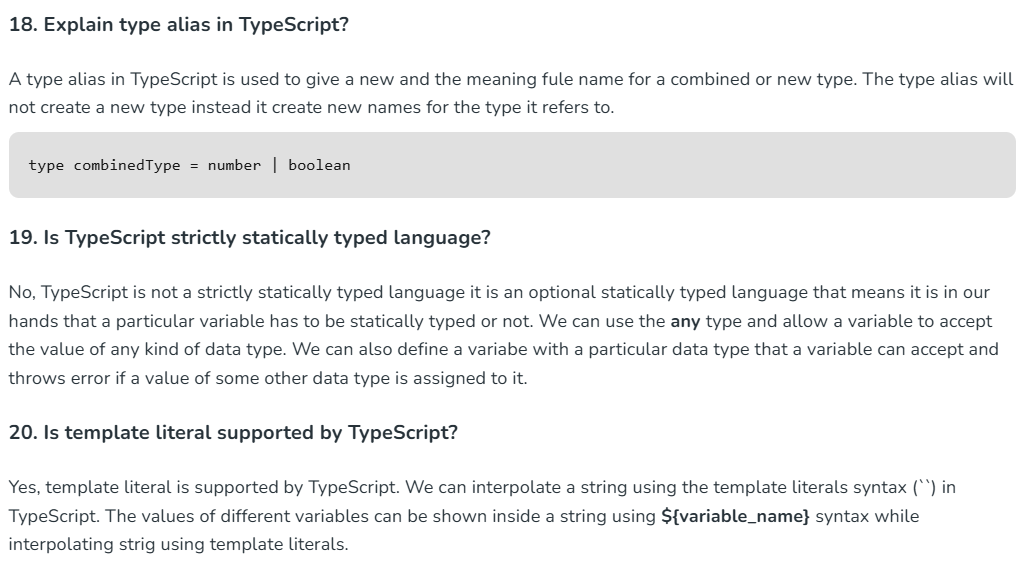 18. Explain type alias in TypeScript?
A type alias in TypeScript is used to give a new and the meaning fule name for a combined or new type. The type alias will
not create a new type instead it create new names for the type it refers to.
type combinedType = number | boolean
19. Is TypeScript strictly statically typed language?
No, TypeScript is not a strictly statically typed language it is an optional statically typed language that means it is in our
hands that a particular variable has to be statically typed or not. We can use the any type and allow a variable to accept
the value of any kind of data type. We can also define a variabe with a particular data type that a variable can accept and
throws error if a value of some other data type is assigned to it.
20. Is template literal supported by TypeScript?
Yes, template literal is supported by TypeScript. We can interpolate a string using the template literals syntax (``) in
TypeScript. The values of different variables can be shown inside a string using ${variable_name} syntax while
interpolating strig using template literals.